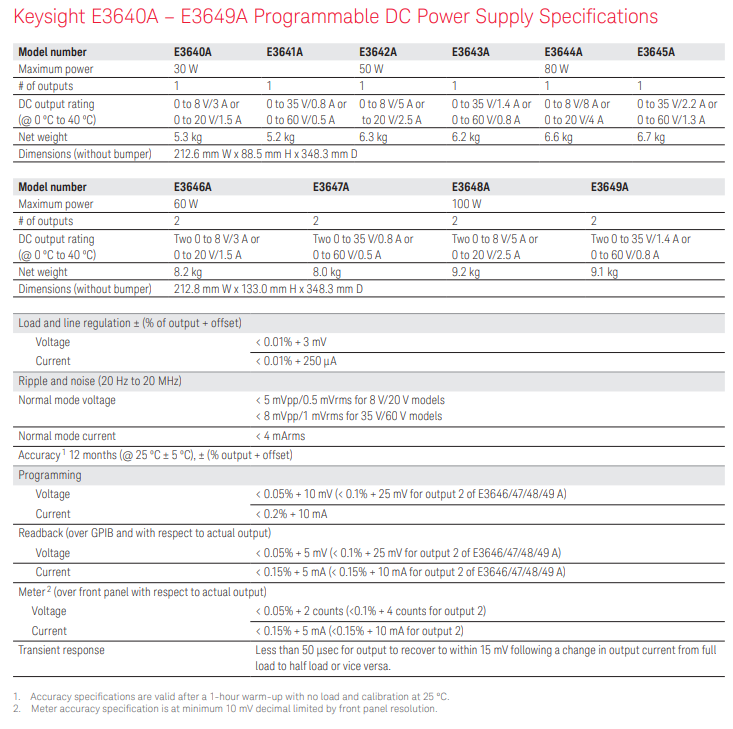 Keysight E3640A – E3649A Programmable DC Power Supply Specifications
Model number E3640A E3641A E3642A E3643A E3644A E3645A
Maximum power 30 W 50 W 80 W
# of outputs 1 1 1 1 1 1
DC output rating 0 to 8 V/3 A or 0 to 35 V/0.8 A or 0 to 8 V/5 A or 0 to 35 V/1.4 A or 0 to 8 V/8 A or 0 to 35 V/2.2 A or
(@ 0 °C to 40 °C) 0 to 20 V/1.5 A 0 to 60 V/0.5 A to 20 V/2.5 A 0 to 60 V/0.8 A 0 to 20 V/4 A 0 to 60 V/1.3 A
Net weight 5.3 kg 5.2 kg 6.3 kg 6.2 kg 6.6 kg 6.7 kg
Dimensions (without bumper) 212.6 mm W x 88.5 mm H x 348.3 mm D
Model number E3646A E3647A E3648A E3649A
Maximum power 60 W 100 W
# of outputs 2 2 2 2
DC output rating Two 0 to 8 V/3 A or Two 0 to 35 V/0.8 A or Two 0 to 8 V/5 A or Two 0 to 35 V/1.4 A or
(@ 0 °C to 40 °C) 0 to 20 V/1.5 A 0 to 60 V/0.5 A 0 to 20 V/2.5 A 0 to 60 V/0.8 A
Net weight 8.2 kg 8.0 kg 9.2 kg 9.1 kg
Dimensions (without bumper) 212.8 mm W x 133.0 mm H x 348.3 mm D
Load and line regulation ± (% of output + offset)
Voltage < 0.01% + 3 mV
Current < 0.01% + 250 µA
Ripple and noise (20 Hz to 20 MHz)
Normal mode voltage < 5 mVpp/0.5 mVrms for 8 V/20 V models
< 8 mVpp/1 mVrms for 35 V/60 V models
Normal mode current < 4 mArms
Accuracy 1 12 months (@ 25 °C ± 5 °C), ± (% output + offset)
Programming
Voltage < 0.05% + 10 mV (< 0.1% + 25 mV for output 2 of E3646/47/48/49 A)
Current < 0.2% + 10 mA
Readback (over GPIB and with respect to actual output)
Voltage < 0.05% + 5 mV (< 0.1% + 25 mV for output 2 of E3646/47/48/49 A)
Current < 0.15% + 5 mA (< 0.15% + 10 mA for output 2 of E3646/47/48/49 A)
Meter 2 (over front panel with respect to actual output)
Voltage < 0.05% + 2 counts (<0.1% + 4 counts for output 2)
Current < 0.15% + 5 mA (<0.15% + 10 mA for output 2)
Transient response Less than 50 µsec for output to recover to within 15 mV following a change in output current from full
load to half load or vice versa.
1. Accuracy specifications are valid after a 1-hour warm-up with no load and calibration at 25 °C.
2. Meter accuracy specification is at minimum 10 mV decimal limited by front panel resolution.